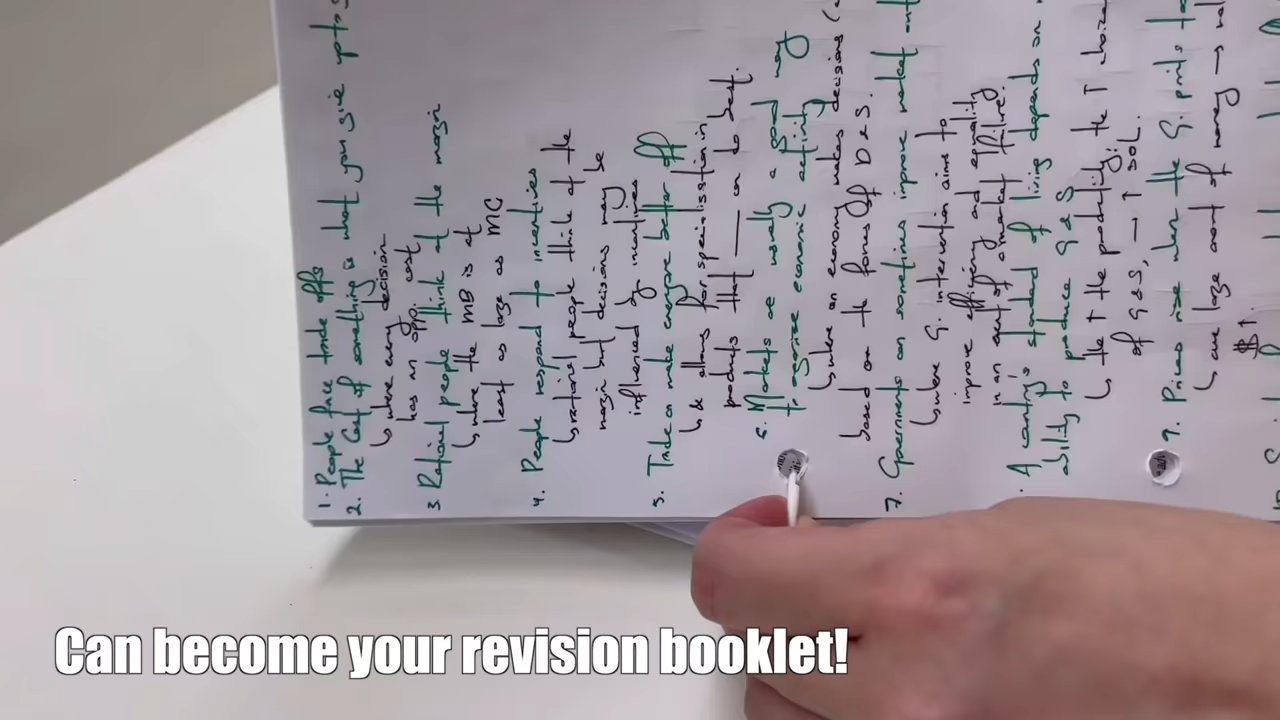 1. People face trade offs
2. The Cost of something is what you give up to
↳ where every decision
has an opp. cost
3 Rational people think at the margin
↳ where the MB is at
least as large as MC
4. People respond to incentives
↳ rational people think at the
margin but decisions may be
influenced by incentives
5. Trade can make everyone better off
↳ & allows for specialisation in
products that — can do best.
6. Markets are usually a good way
to organise economic activity
↳ where an economy makes decisions
based on the forces of D & S.
7. Governments can sometimes improve market
↳ where G. intervention aims to
improve efficiency and equality
in an event of a market failure.
A country's standard of living depends on
ability to produce G & S
↳ the ↑ the productivity the ↑
of G & S, → ↑ SOL.
9. Prices rise when the G. prints
↳ are large amount of money →
$ ↑
Can become your revision booklet!